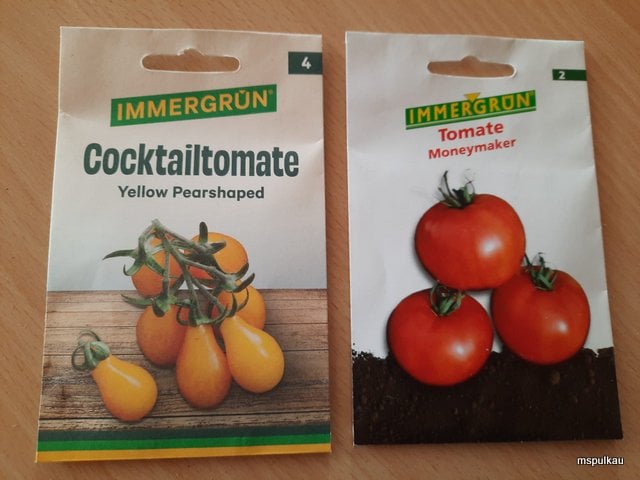 4
IMMERGRÜN®
Cocktailtomate
Yellow Pearshaped
2
IMMERGRÜN®
Tomate
Moneymaker
mspulkau